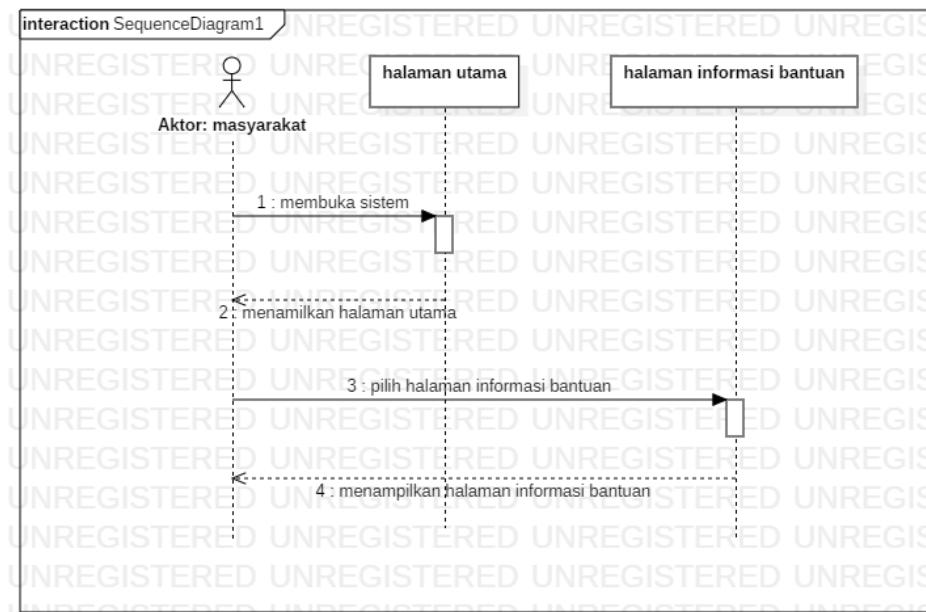 interaction SequenceDiagram1
halaman utama
halaman informasi bantuan
Aktor: masyarakat
1 : membuka sistem
2 : menamilkan halaman utama
3 : pilih halaman informasi bantuan
4 : menampilkan halaman informasi bantuan
UNREGISTERED UNREGISTERED UNREGISTERED